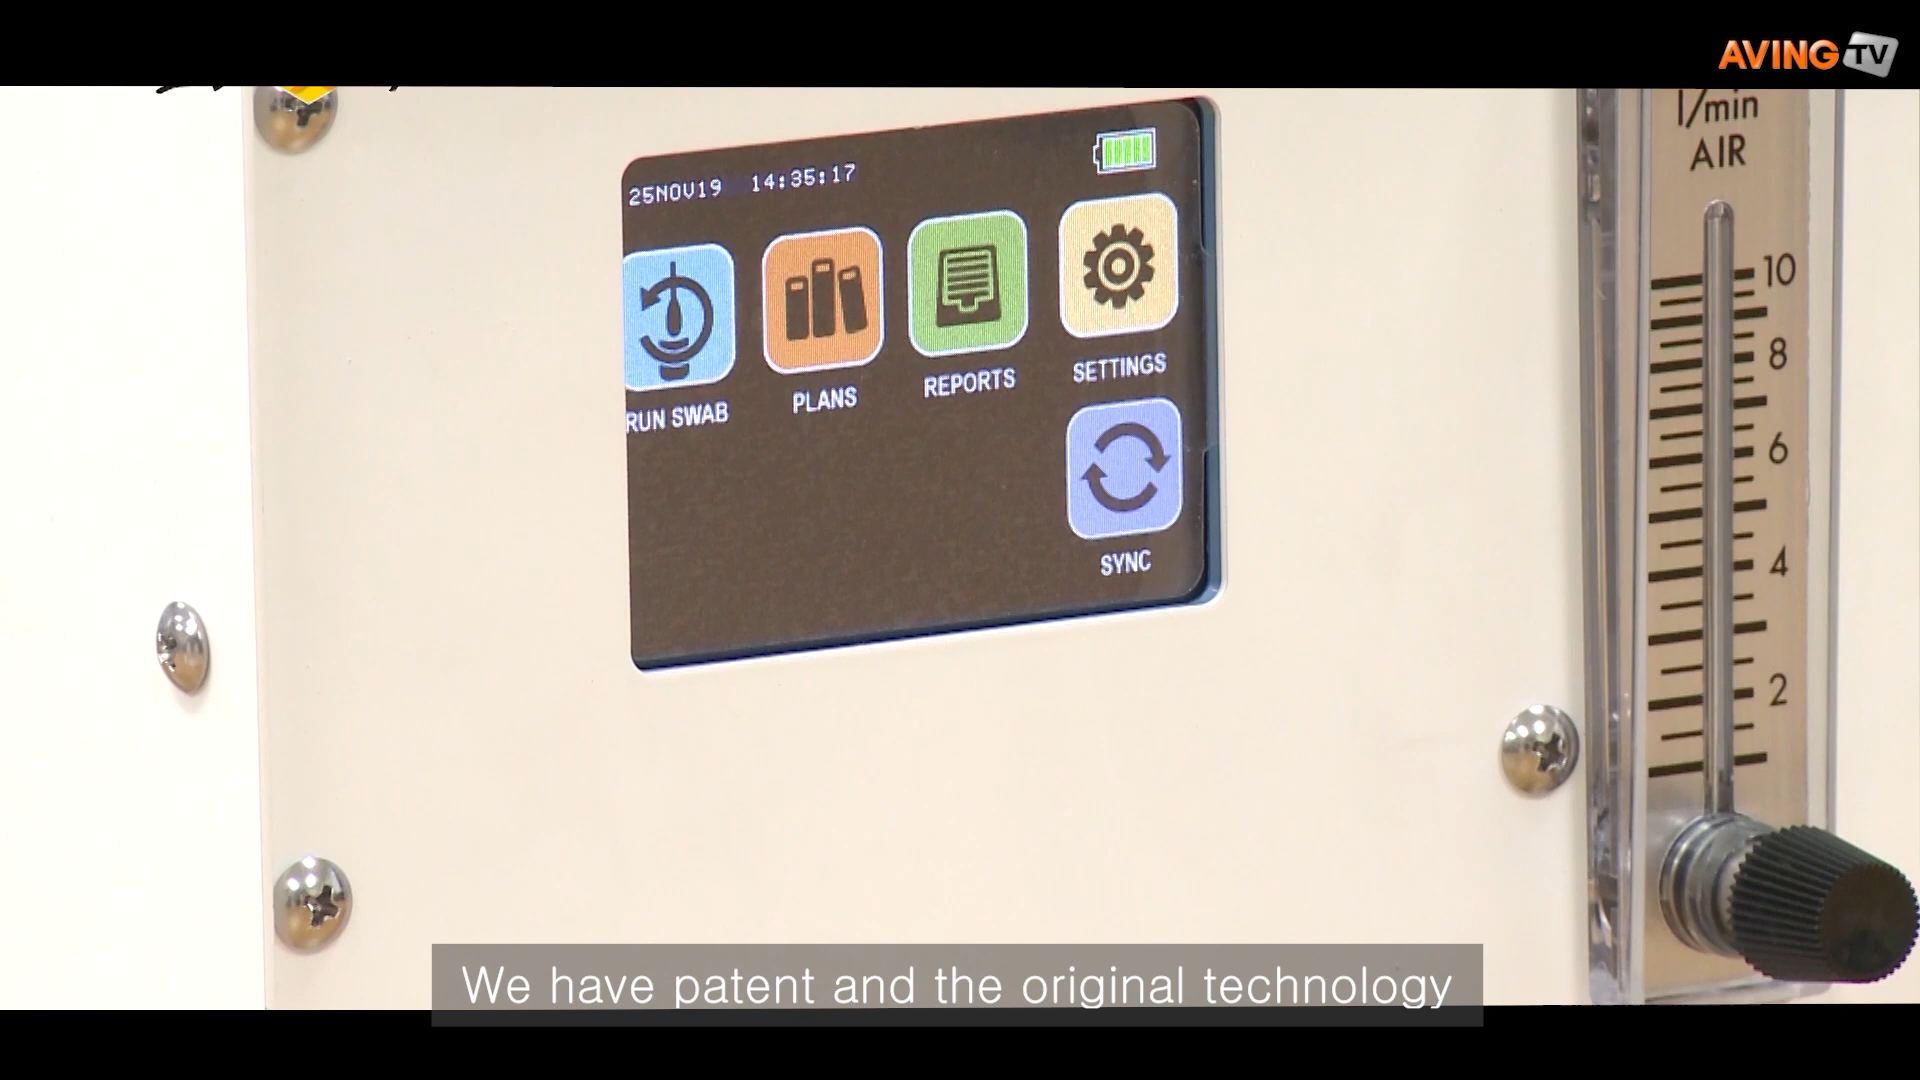 AVING TV
l/min
AIR
25NOV19 14:35:17
RUN SWAB
PLANS
REPORTS
SETTINGS
SYNC
10
8
6
4
2
We have patent and the original technology